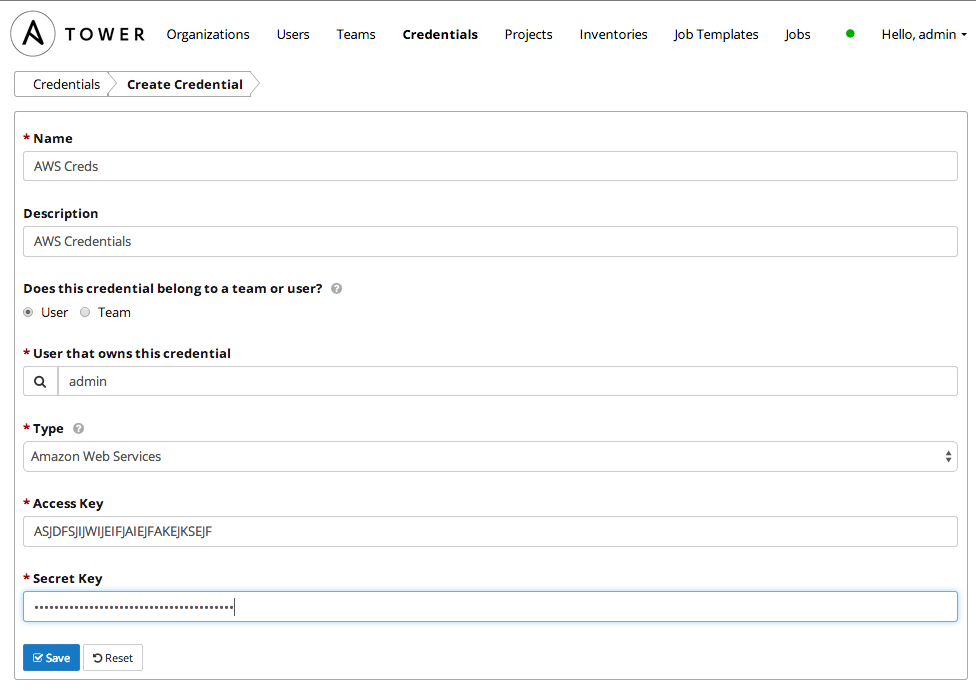 TOWER Organizations Users Teams Credentials Projects Inventories Job Templates Jobs Hello, admin
Credentials Create Credential
* Name
AWS Creds
Description
AWS Credentials
Does this credential belong to a team or user? ?
User Team
* User that owns this credential
admin
* Type ?
Amazon Web Services
* Access Key
ASJDFSJIJWIJEIFJAIEJFAKEJKSEJF
* Secret Key
••••••••••••••••••••••••••••••••••••••••
Save Reset